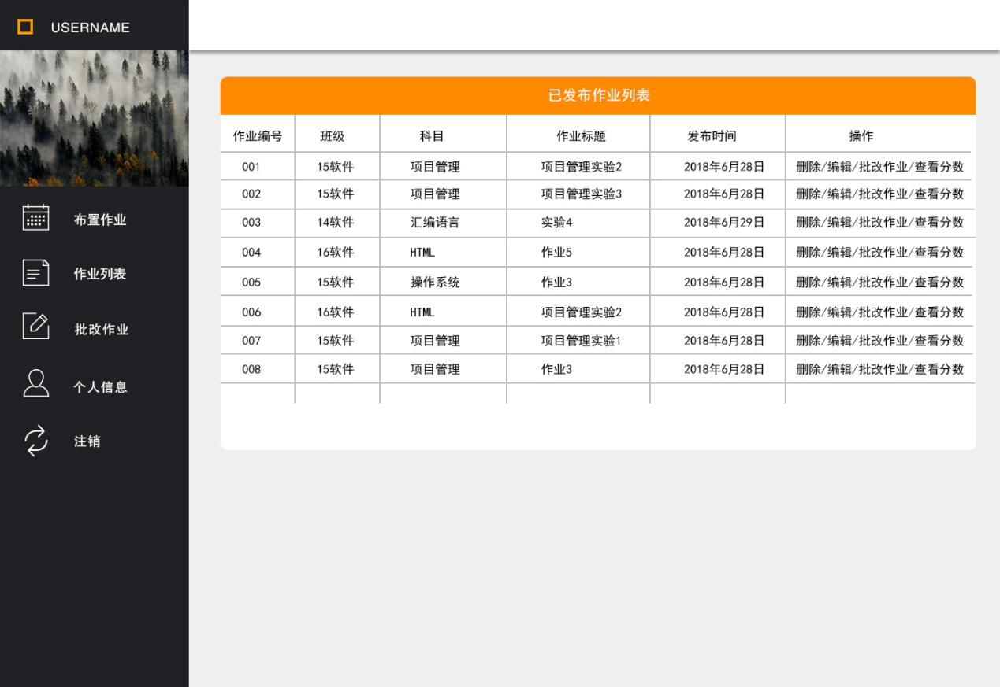 USERNAME
布置作业
作业列表
批改作业
个人信息
注销
已发布作业列表
作业编号 班级 科目 作业标题 发布时间 操作
001 15软件 项目管理 项目管理实验2 2018年6月28日 删除/编辑/批改作业/查看分数
002 15软件 项目管理 项目管理实验3 2018年6月28日 删除/编辑/批改作业/查看分数
003 14软件 汇编语言 实验4 2018年6月29日 删除/编辑/批改作业/查看分数
004 16软件 HTML 作业5 2018年6月28日 删除/编辑/批改作业/查看分数
005 15软件 操作系统 作业3 2018年6月28日 删除/编辑/批改作业/查看分数
006 16软件 HTML 项目管理实验2 2018年6月28日 删除/编辑/批改作业/查看分数
007 15软件 项目管理 项目管理实验1 2018年6月28日 删除/编辑/批改作业/查看分数
008 15软件 项目管理 作业3 2018年6月28日 删除/编辑/批改作业/查看分数